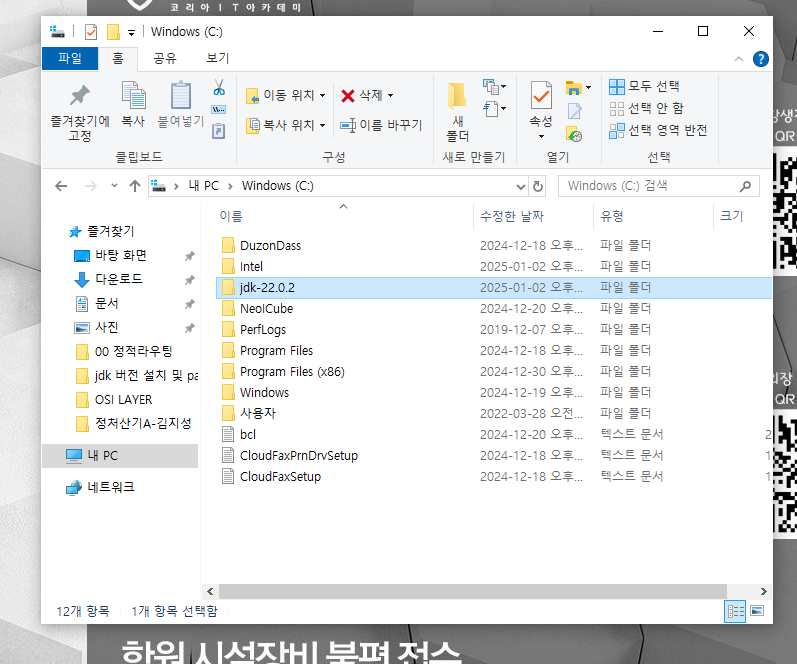 코리아IT아카데미
Windows (C:)
파일 홈 공유 보기
즐겨찾기에 고정
복사
붙여넣기
이동 위치
복사 위치
삭제
이름 바꾸기
새 폴더
속성
모두 선택
선택 안 함
선택 영역 반전
클립보드 구성 새로 만들기 열기 선택
내 PC Windows (C:)
Windows (C:) 검색
이름 수정한 날짜 유형 크기
즐겨찾기
바탕 화면
다운로드
문서
사진
00 정적라우팅
jdk 버전 설치 및 pa
OSI LAYER
정처산기A-김지성
내 PC
네트워크
DuzonDass 2024-12-18 오후... 파일 폴더
Intel 2025-01-02 오후... 파일 폴더
jdk-22.0.2 2025-01-02 오후... 파일 폴더
NeoICube 2024-12-20 오후... 파일 폴더
PerfLogs 2019-12-07 오후... 파일 폴더
Program Files 2024-12-18 오후... 파일 폴더
Program Files (x86) 2024-12-30 오후... 파일 폴더
Windows 2024-12-19 오후... 파일 폴더
사용자 2022-03-28 오전... 파일 폴더
bcl 2024-12-20 오후... 텍스트 문서 2
CloudFaxPrnDrvSetup 2024-12-18 오후... 텍스트 문서 1
CloudFaxSetup 2024-12-18 오후... 텍스트 문서 1
12개 항목 1개 항목 선택함
QR
QR
학원 시설장비 불편 접수